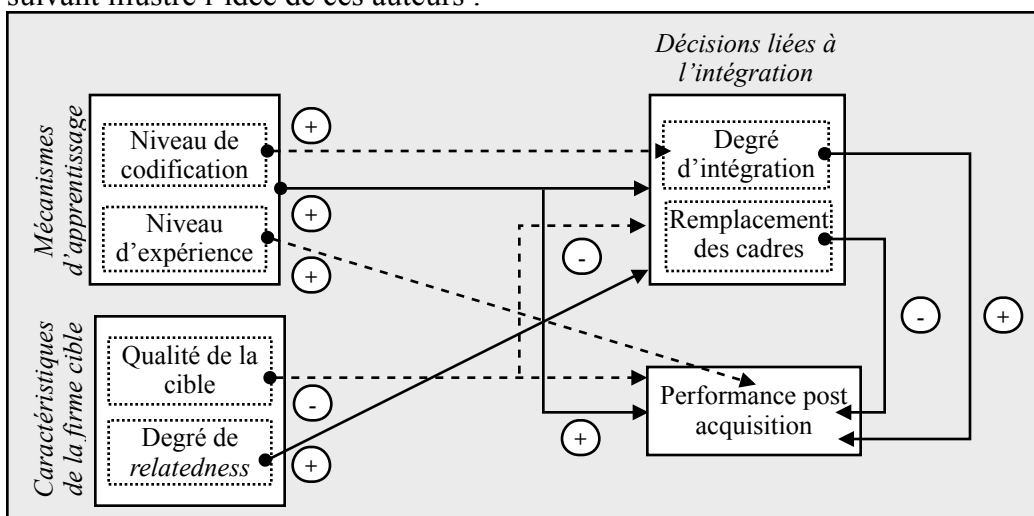 suivant illustre l'idée de ces auteurs :
Décisions liées à
l'intégration
Mécanismes
d'apprentissage
Niveau de
codification
Niveau
d'expérience
+
+
+
Degré
d'intégration
Remplacement
des cadres
-
-
+
Caractéristiques
de la firme cible
Qualité de la
cible
Degré de
relatedness
-
+
+
Performance post
acquisition